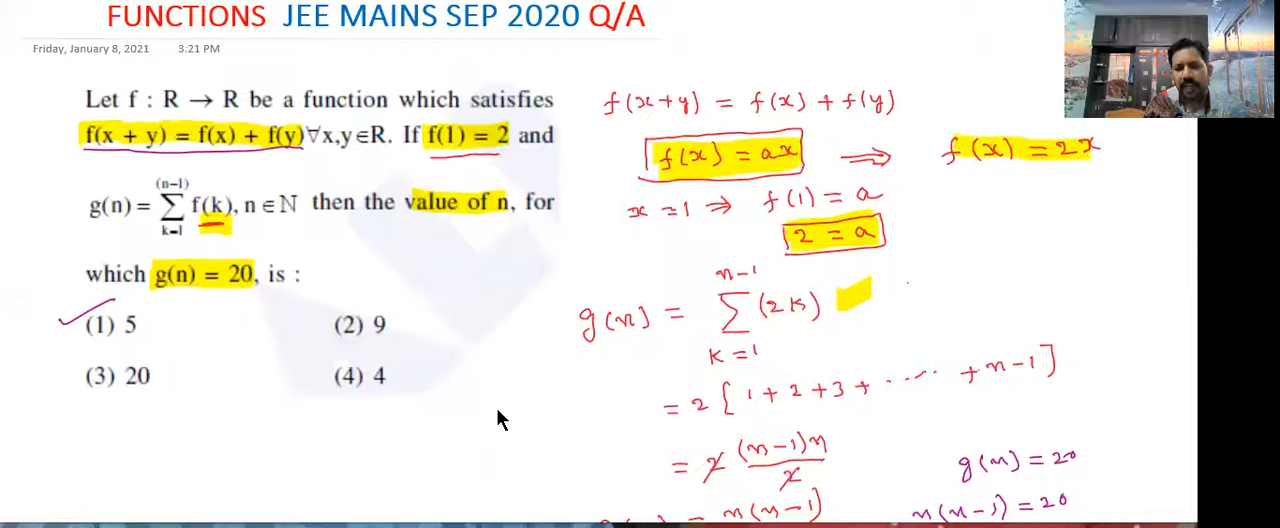 FUNCTIONS JEE MAINS SEP 2020 Q/A
Friday, January 8, 2021 3:21 PM
Let f : R → R be a function which satisfies
f(x + y) = f(x) + f(y)∀x,y∈R. If f(1) = 2 and
g(n) = ∑_{k=1}^{(n–1)} f(k), n ∈ N then the value of n, for
which g(n) = 20, is :
(1) 5 (2) 9
(3) 20 (4) 4
f(x+y) = f(x) + f(y)
f(x) = ax ⇒ f(x) = 2x
x = 1 ⇒ f(1) = a
2 = a
g(n) = ∑_{k=1}^{n-1} (2k)
= 2 [1 + 2 + 3 + ...... + n-1]
= 2 (n-1)n / 2
g(n) = 20
n(n-1)
n(n-1) = 20